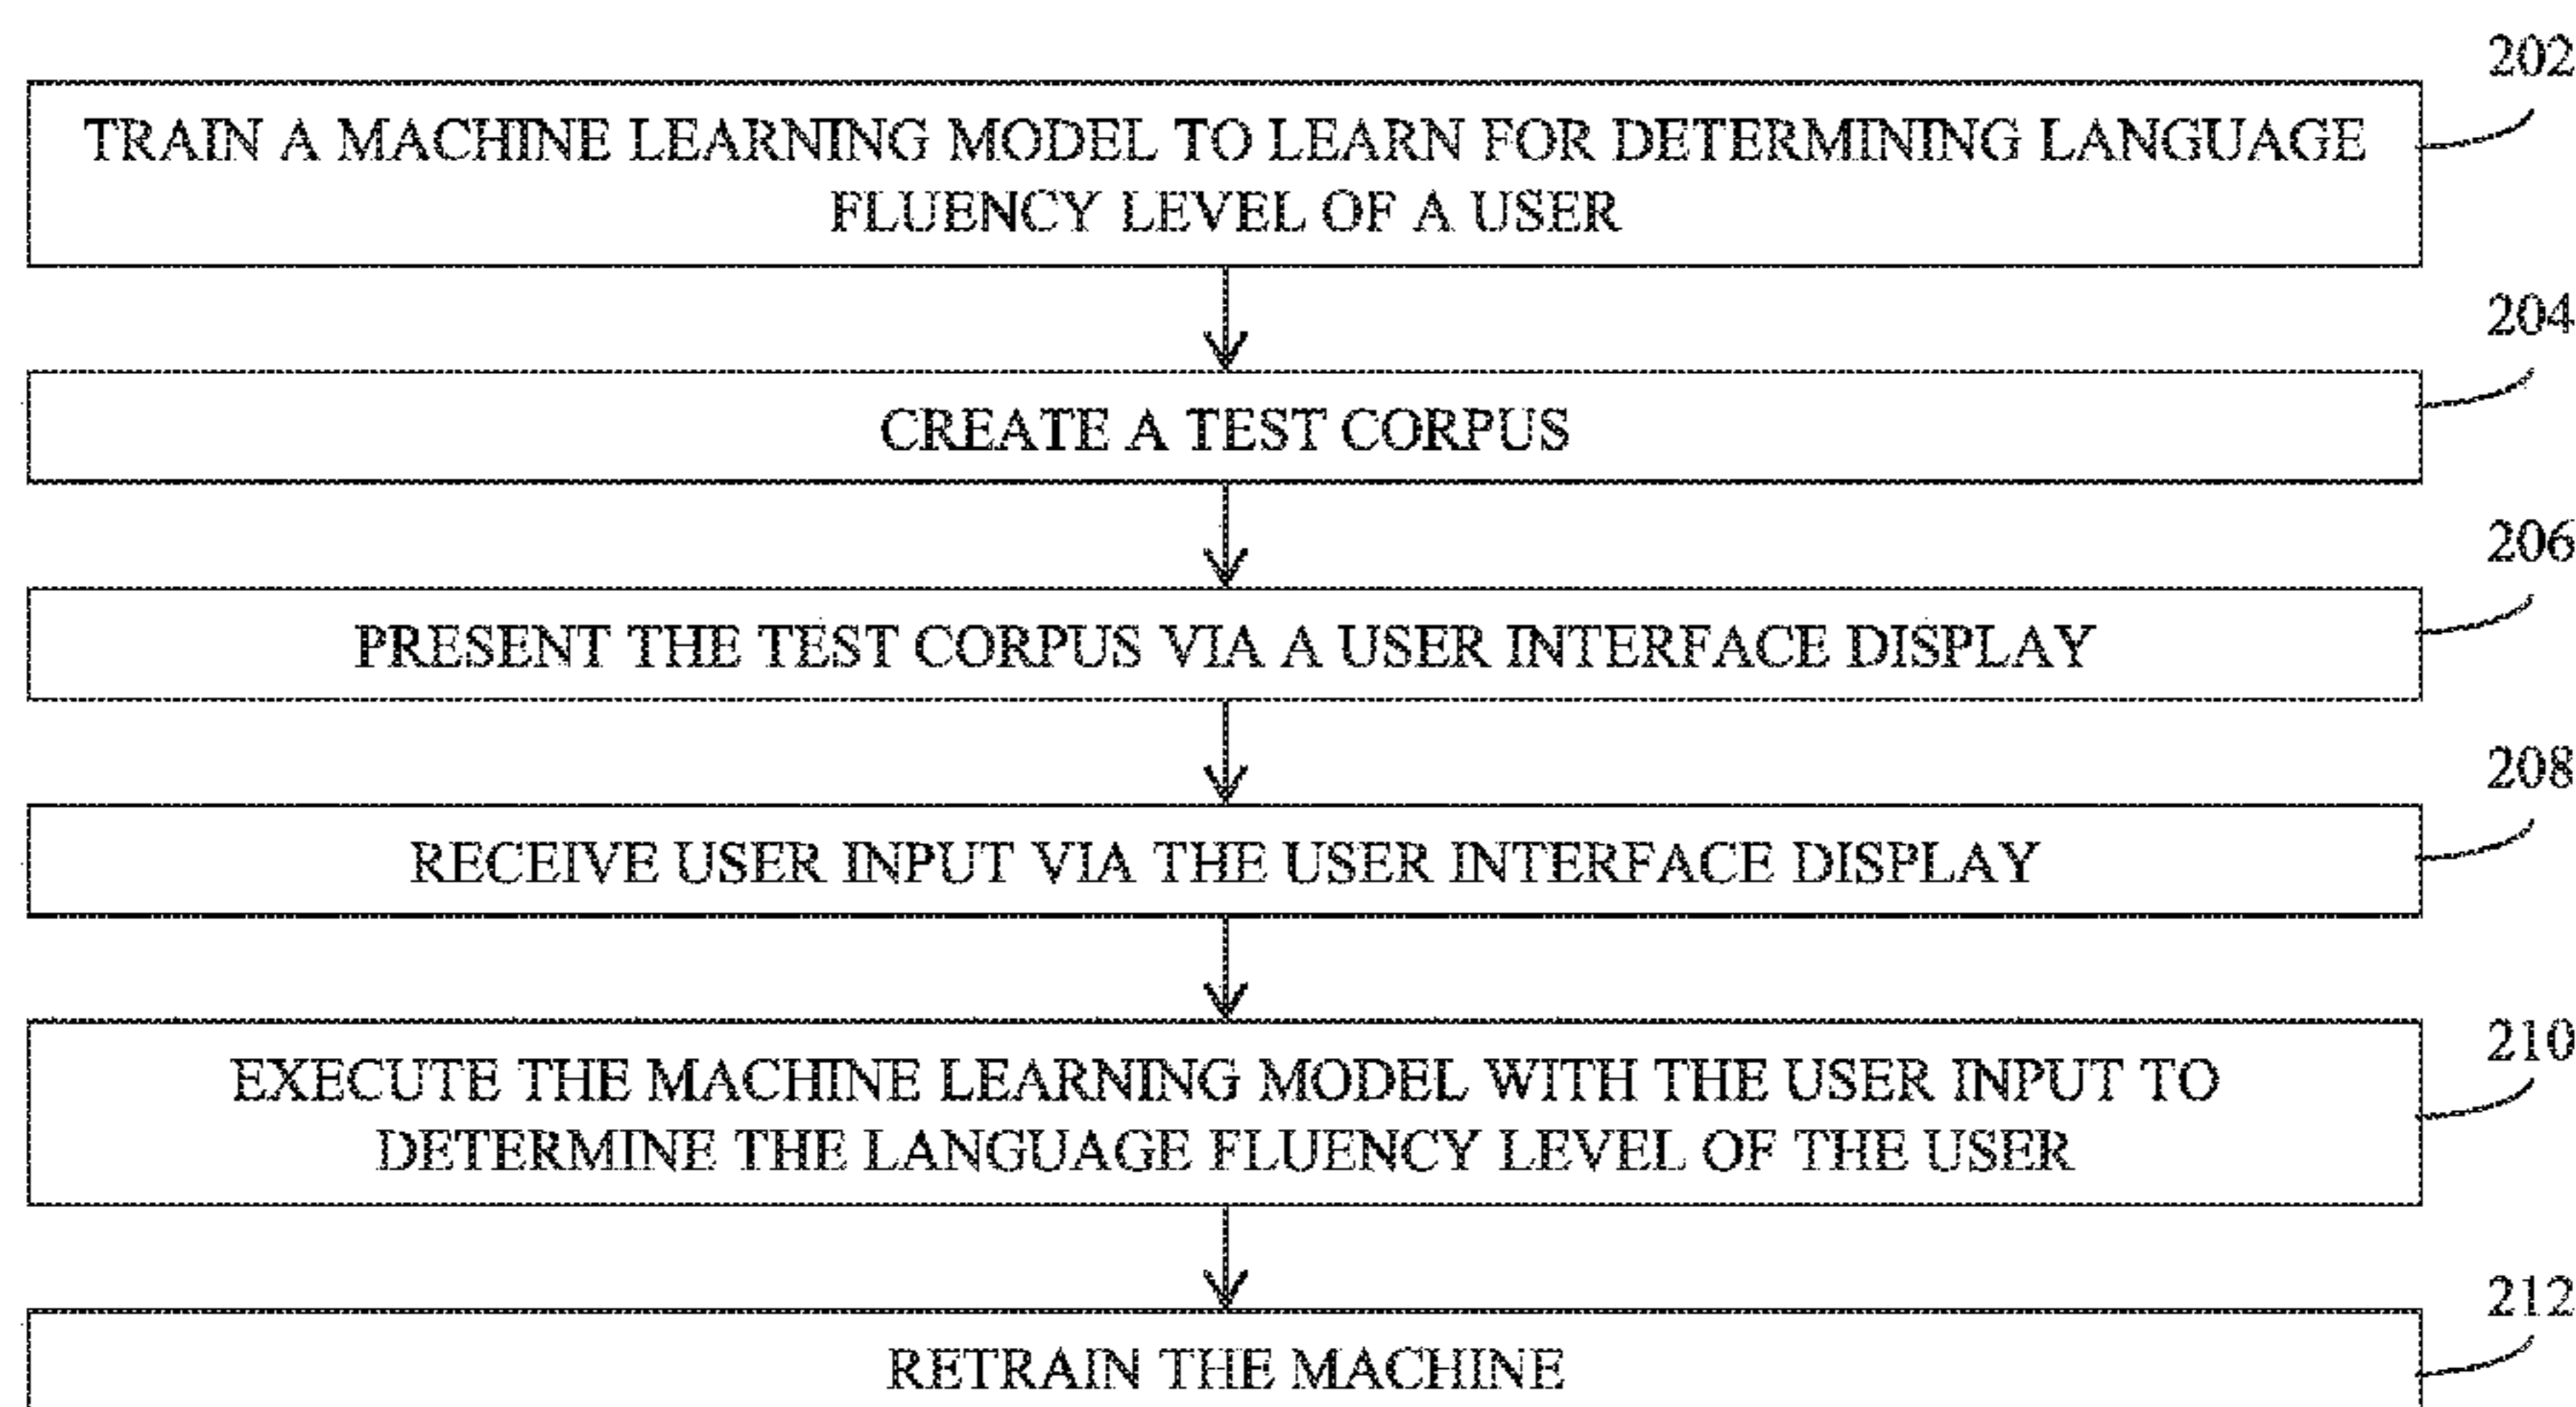 202
TRAIN A MACHINE LEARNING MODEL TO LEARN FOR DETERMINING LANGUAGE
FLUENCY LEVEL OF A USER
204
CREATE A TEST CORPUS
206
PRESENT THE TEST CORPUS VIA A USER INTERFACE DISPLAY
208
RECEIVE USER INPUT VIA THE USER INTERFACE DISPLAY
210
EXECUTE THE MACHINE LEARNING MODEL WITH THE USER INPUT TO
DETERMINE THE LANGUAGE FLUENCY LEVEL OF THE USER
212
RETRAIN THE MACHINE